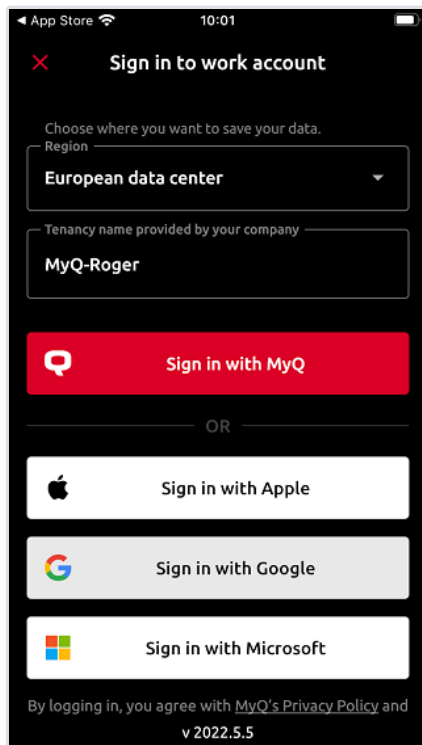 App Store
10:01
Sign in to work account
Choose where you want to save your data.
Region
European data center
Tenancy name provided by your company
MyQ-Roger
Sign in with MyQ
OR
Sign in with Apple
Sign in with Google
Sign in with Microsoft
By logging in, you agree with MyQ's Privacy Policy and
v 2022.5.5